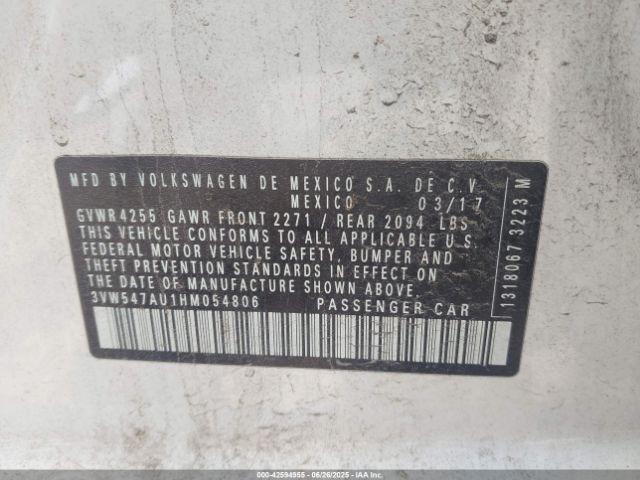 MFD BY VOLKSWAGEN DE MEXICO S.A. DE C.V.
MEXICO 03/17
GVWR 4255 GAWR FRONT 2271 / REAR 2094 LBS
THIS VEHICLE CONFORMS TO ALL APPLICABLE U.S.
FEDERAL MOTOR VEHICLE SAFETY, BUMPER AND
THEFT PREVENTION STANDARDS IN EFFECT ON
THE DATE OF MANUFACTURE SHOWN ABOVE.
3VW547AU1HM054806 PASSENGER CAR
1318067 3223 M
000-42594955 - 06/26/2025 - IAAI.COM